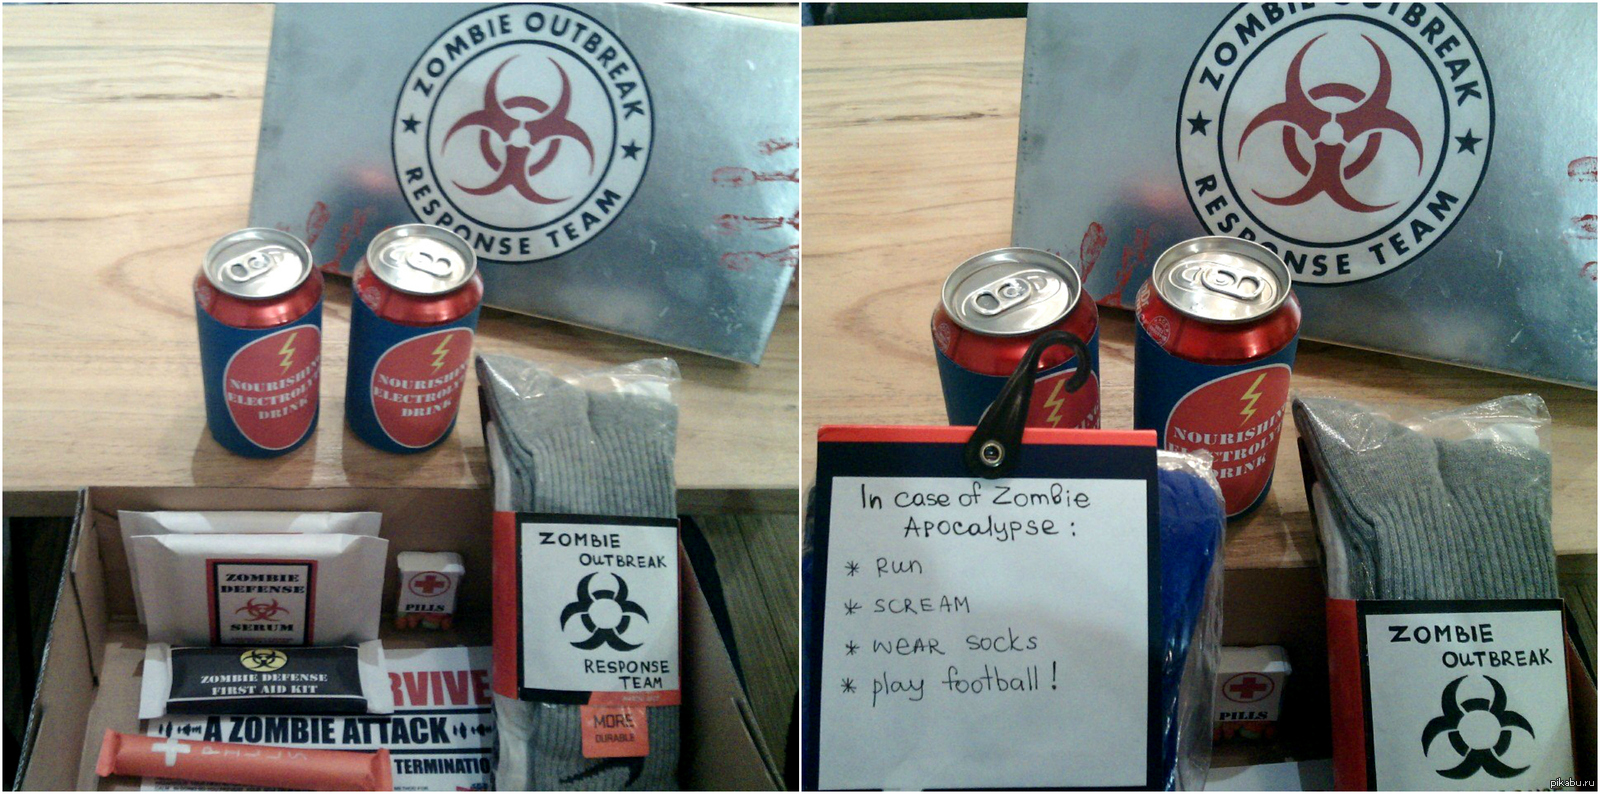 ZOMBIE OUTBREAK
RESPONSE TEAM
NOURISHING
ELECTROLYTE
DRINK
NOURISHING
ELECTROLYTE
DRINK
ZOMBIE
OUTBREAK
RESPONSE
TEAM
MORE
DURABLE
ZOMBIE
DEFENSE
SERUM
PILLS
ZOMBIE DEFENSE
FIRST AID KIT
RVIVE
A ZOMBIE ATTACK
TERMINATIO
PILLS
ZOMBIE OUTBREAK
RESPONSE TEAM
NOURISHING
ELECTROLYTE
DRINK
In case of Zombie
Apocalypse:
* Run
* SCREAM
* WEAR socks
* play football!
PILLS
ZOMBIE
OUTBREAK
pikabu.ru